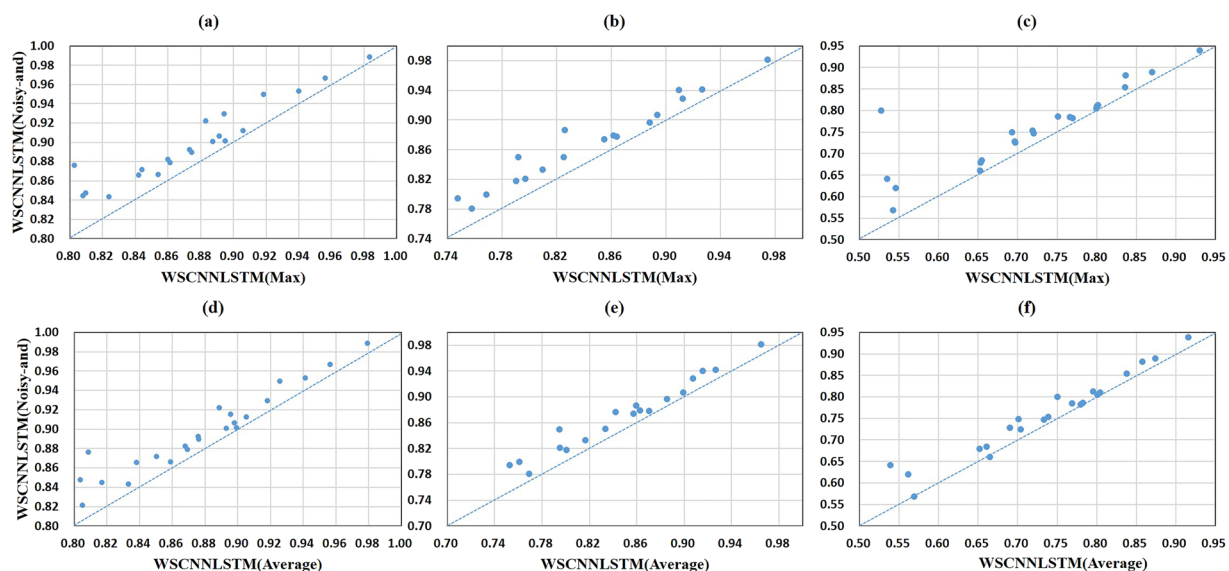 (a)
WSCNNLSTM(Noisy-and)
1.00
0.98
0.96
0.94
0.92
0.90
0.88
0.86
0.84
0.82
0.80
0.80 0.82 0.84 0.86 0.88 0.90 0.92 0.94 0.96 0.98 1.00
WSCNNLSTM(Max)
(b)
0.98
0.94
0.90
0.86
0.82
0.78
0.74
0.74 0.78 0.82 0.86 0.90 0.94 0.98
WSCNNLSTM(Max)
(c)
0.95
0.90
0.85
0.80
0.75
0.70
0.65
0.60
0.55
0.50
0.50 0.55 0.60 0.65 0.70 0.75 0.80 0.85 0.90 0.95
WSCNNLSTM(Max)
(d)
WSCNNLSTM(Noisy-and)
1.00
0.98
0.96
0.94
0.92
0.90
0.88
0.86
0.84
0.82
0.80
0.80 0.82 0.84 0.86 0.88 0.90 0.92 0.94 0.96 0.98 1.00
WSCNNLSTM(Average)
(e)
0.98
0.94
0.90
0.86
0.82
0.78
0.74
0.70
0.70 0.74 0.78 0.82 0.86 0.90 0.94 0.98
WSCNNLSTM(Average)
(f)
0.95
0.90
0.85
0.80
0.75
0.70
0.65
0.60
0.55
0.50
0.50 0.55 0.60 0.65 0.70 0.75 0.80 0.85 0.90 0.95
WSCNNLSTM(Average)